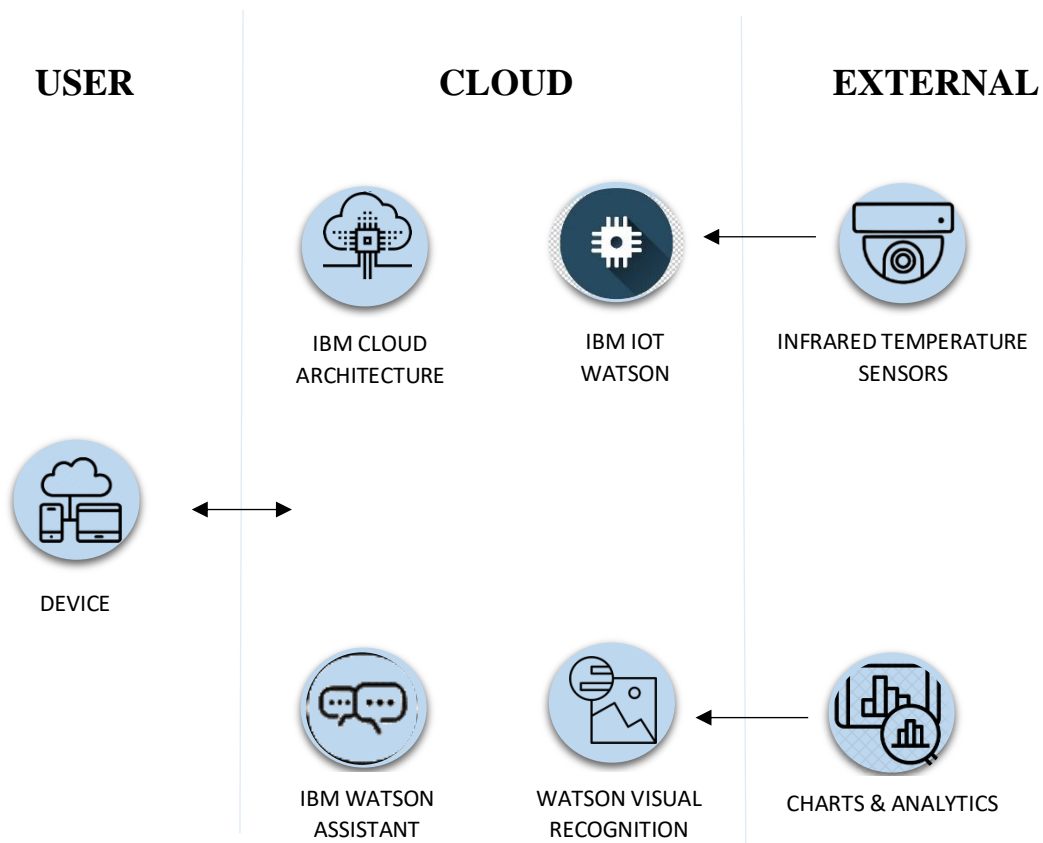 USER
CLOUD
EXTERNAL
IBM CLOUD
ARCHITECTURE
IBM IOT
WATSON
INFRARED TEMPERATURE
SENSORS
DEVICE
IBM WATSON
ASSISTANT
WATSON VISUAL
RECOGNITION
CHARTS & ANALYTICS